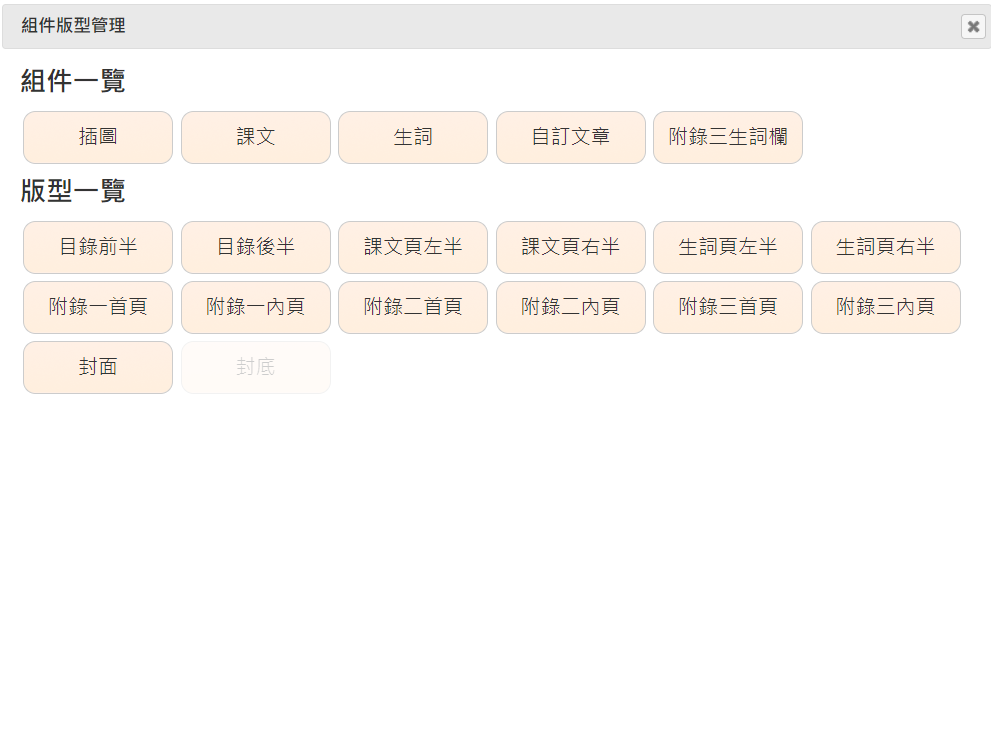 組件版型管理
組件一覽
插圖 課文 生詞 自訂文章 附錄三生詞欄
版型一覽
目錄前半 目錄後半 課文頁左半 課文頁右半 生詞頁左半 生詞頁右半
附錄一首頁 附錄一內頁 附錄二首頁 附錄二內頁 附錄三首頁 附錄三內頁
封面 封底